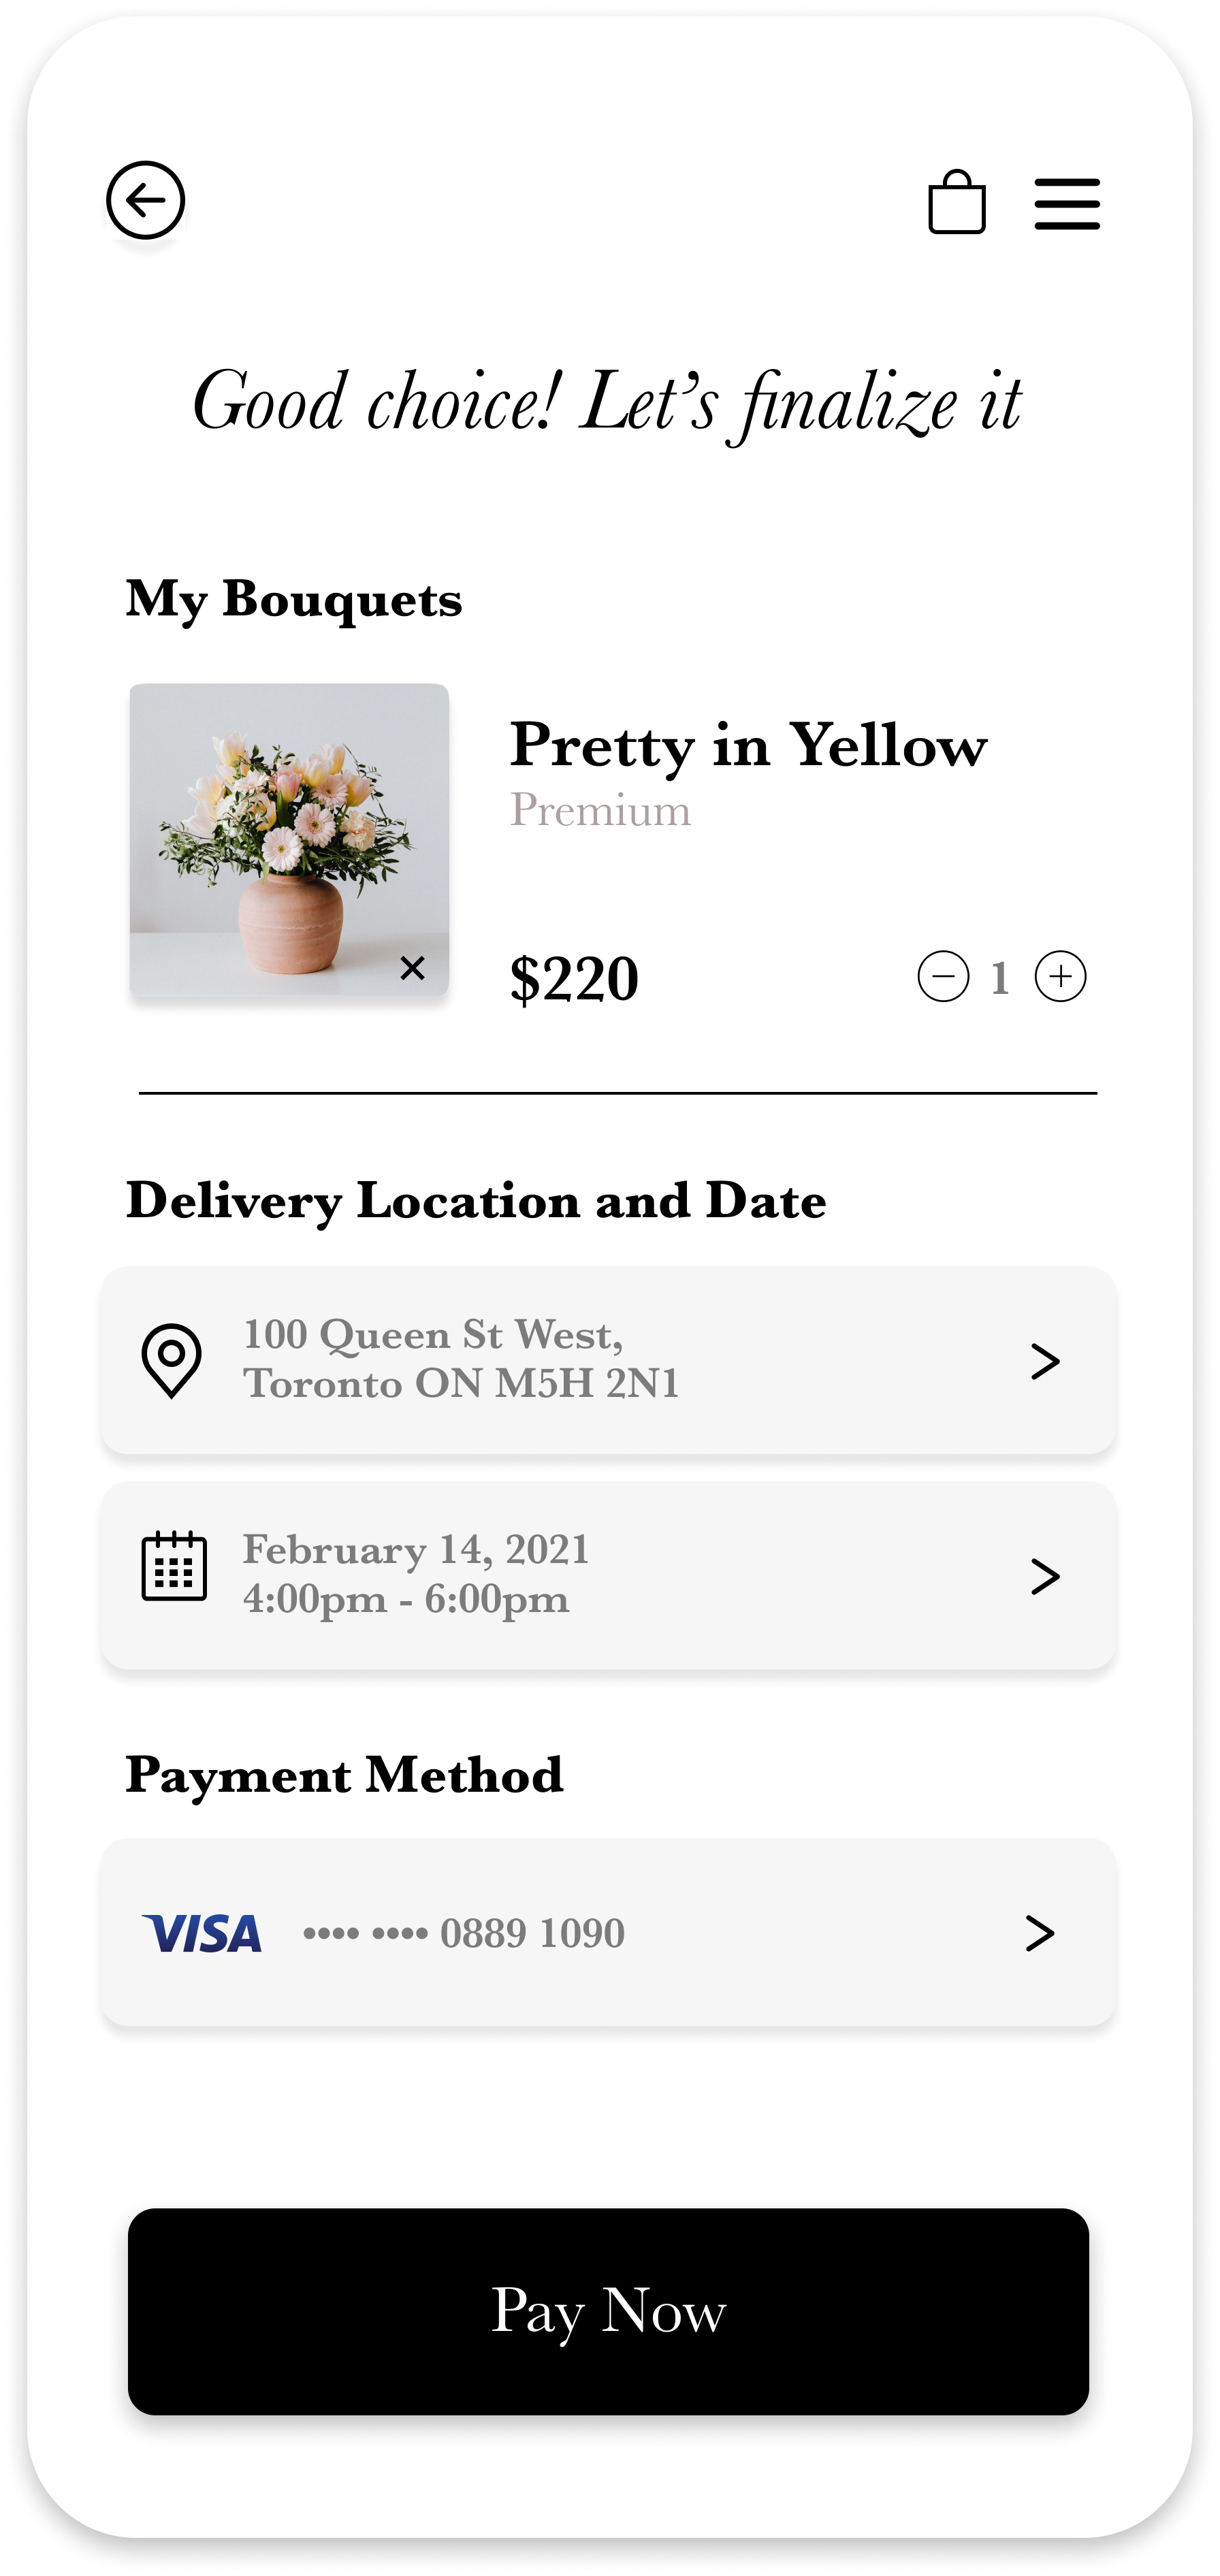 Good choice! Let’s finalize it
My Bouquets
Pretty in Yellow
Premium
$220
1
Delivery Location and Date
100 Queen St West,
Toronto ON M5H 2N1
February 14, 2021
4:00pm - 6:00pm
Payment Method
VISA •••• •••• 0889 1090
Pay Now